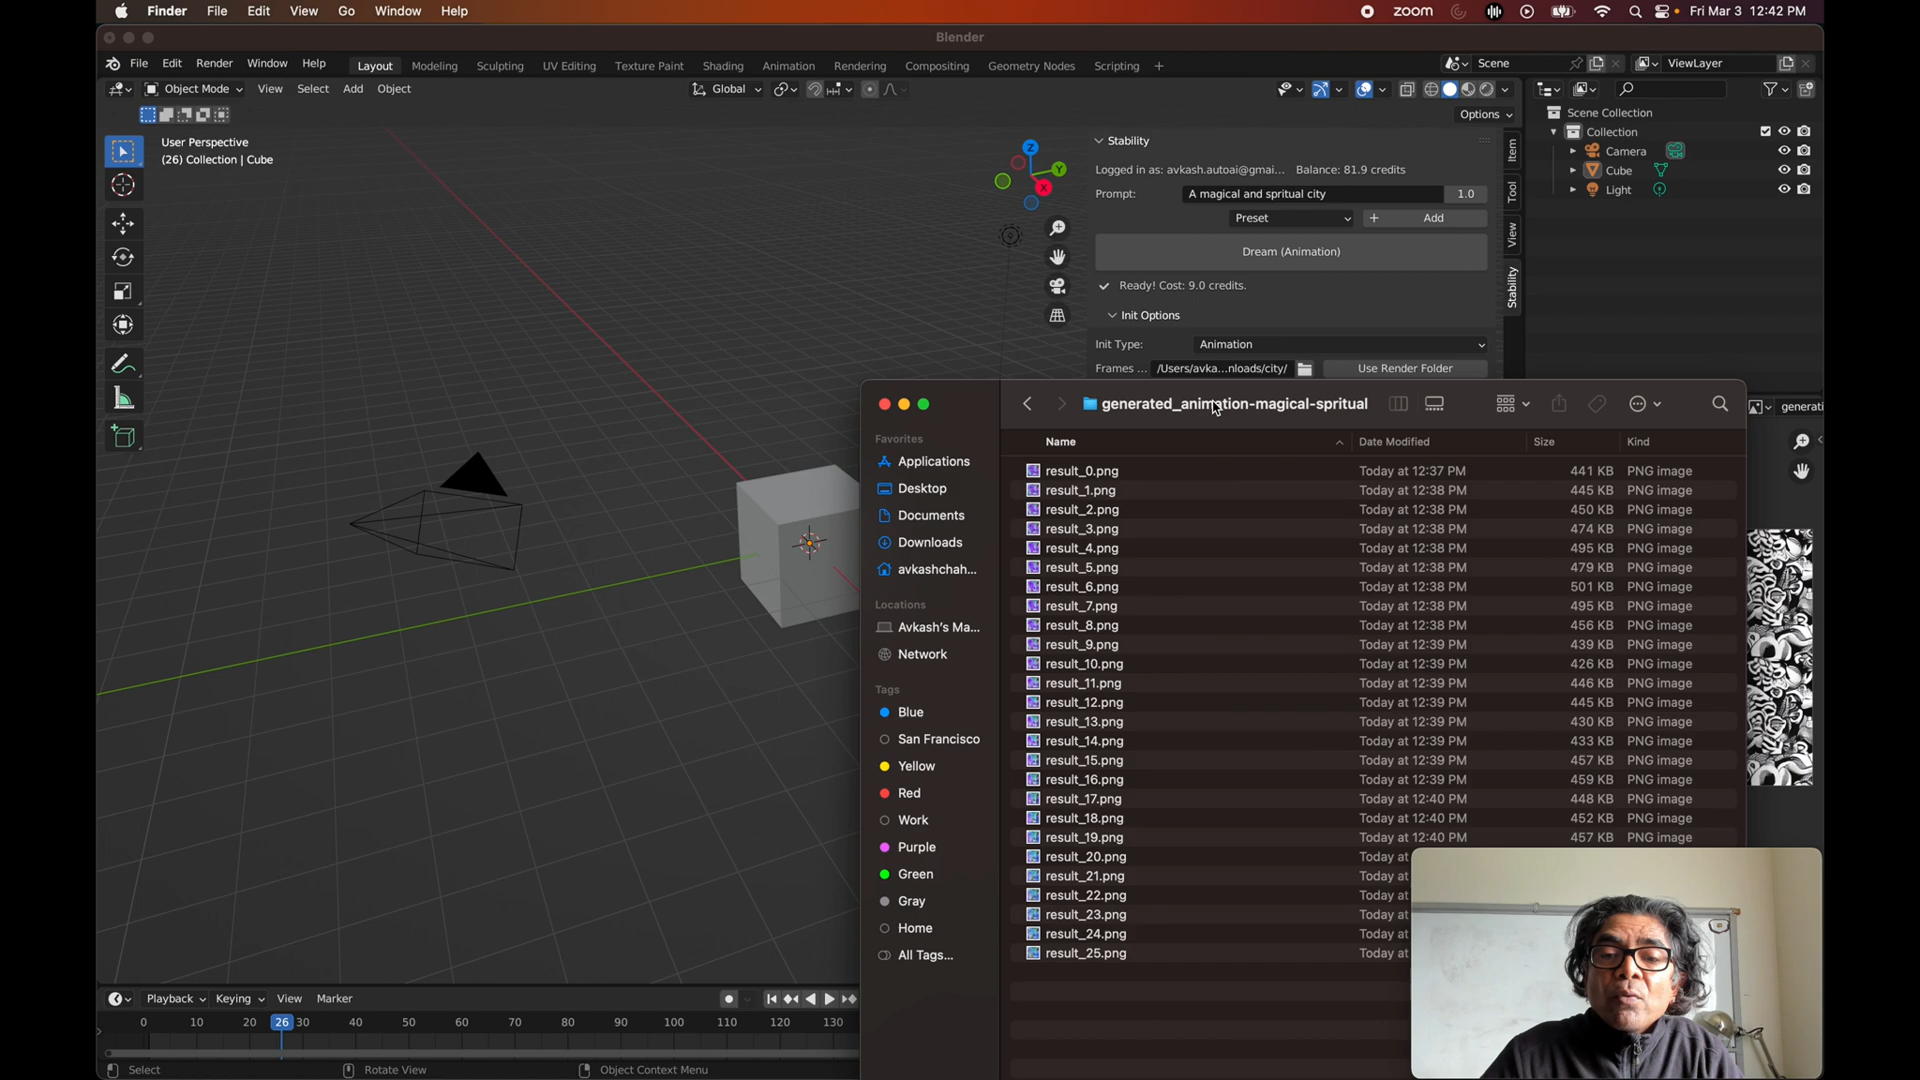 Finder File Edit View Go Window Help zoom Fri Mar 3 12:42 PM
Blender
File Edit Render Window Help Layout Modeling Sculpting UV Editing Texture Paint Shading Animation Rendering Compositing Geometry Nodes Scripting + Scene ViewLayer
Object Mode View Select Add Object Global
Options
User Perspective
(26) Collection | Cube
Z
Y
X
Stability
Logged in as: avkash.autoai@gmai... Balance: 81.9 credits
Prompt: A magical and spritual city 1.0
Preset + Add
Dream (Animation)
Ready! Cost: 9.0 credits.
Init Options
Init Type: Animation
Frames ... /Users/avka...nloads/city/ Use Render Folder
Item
Tool
View
Stability
Scene Collection
Collection
Camera
Cube
Light
generated_animation-magical-spritual
generati
Favorites
Applications
Desktop
Documents
Downloads
avkashchah...
Locations
Avkash's Ma...
Network
Tags
Blue
San Francisco
Yellow
Red
Work
Purple
Green
Gray
Home
All Tags...
Name Date Modified Size Kind
result_0.png Today at 12:37 PM 441 KB PNG image
result_1.png Today at 12:38 PM 445 KB PNG image
result_2.png Today at 12:38 PM 450 KB PNG image
result_3.png Today at 12:38 PM 474 KB PNG image
result_4.png Today at 12:38 PM 495 KB PNG image
result_5.png Today at 12:38 PM 479 KB PNG image
result_6.png Today at 12:38 PM 501 KB PNG image
result_7.png Today at 12:38 PM 495 KB PNG image
result_8.png Today at 12:38 PM 456 KB PNG image
result_9.png Today at 12:39 PM 439 KB PNG image
result_10.png Today at 12:39 PM 426 KB PNG image
result_11.png Today at 12:39 PM 446 KB PNG image
result_12.png Today at 12:39 PM 445 KB PNG image
result_13.png Today at 12:39 PM 430 KB PNG image
result_14.png Today at 12:39 PM 433 KB PNG image
result_15.png Today at 12:39 PM 457 KB PNG image
result_16.png Today at 12:39 PM 459 KB PNG image
result_17.png Today at 12:40 PM 448 KB PNG image
result_18.png Today at 12:40 PM 452 KB PNG image
result_19.png Today at 12:40 PM 457 KB PNG image
result_20.png Today at
result_21.png Today at
result_22.png Today at
result_23.png Today at
result_24.png Today at
result_25.png Today at
Playback Keying View Marker
0 10 20 26 30 40 50 60 70 80 90 100 110 120 130
Select Rotate View Object Context Menu